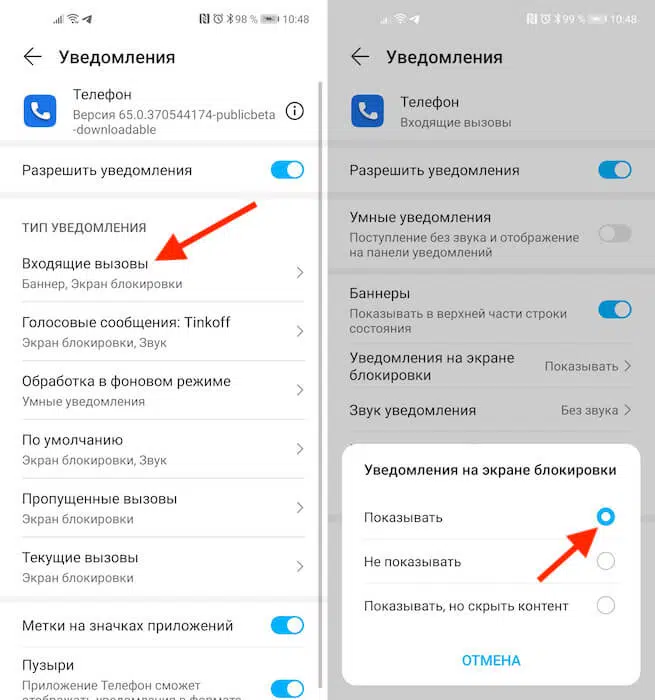 98 % 10:48
Уведомления
Телефон
Версия 65.0.370544174-publicbeta
-downloadable
Разрешить уведомления
ТИП УВЕДОМЛЕНИЯ
Входящие вызовы
Баннер, Экран блокировки
Голосовые сообщения: Tinkoff
Экран блокировки, Звук
Обработка в фоновом режиме
Умные уведомления
По умолчанию
Экран блокировки, Звук
Пропущенные вызовы
Экран блокировки
Текущие вызовы
Экран блокировки
Метки на значках приложений
Пузыри
Приложение Телефон сможет
99 % 10:48
Уведомления
Телефон
Входящие вызовы
Разрешить уведомления
Умные уведомления
Поступление без звука и отображение
на панели уведомлений
Баннеры
Показывать в верхней части строки
состояния
Уведомления на экране
блокировки
Показывать
Звук уведомления
Без звука
Уведомления на экране блокировки
Показывать
Не показывать
Показывать, но скрыть контент
ОТМЕНА